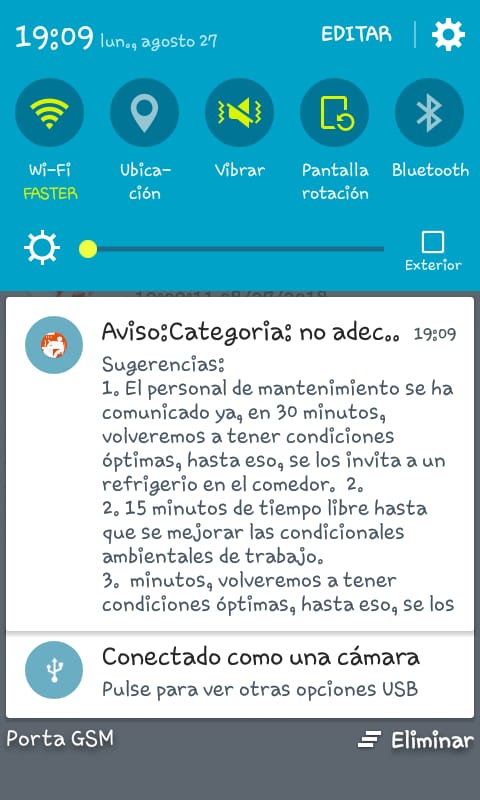 19:09 lun., agosto 27 EDITAR
Wi-Fi
FASTER
Ubica-
ción
Vibrar
Pantalla
rotación
Bluetooth
Exterior
Aviso:Categoria: no adec.. 19:09
Sugerencias:
1. El personal de mantenimiento se ha
comunicado ya, en 30 minutos,
volveremos a tener condiciones
óptimas, hasta eso, se los invita a un
refrigerio en el comedor. 2.
2. 15 minutos de tiempo libre hasta
que se mejorar las condicionales
ambientales de trabajo.
3. minutos, volveremos a tener
condiciones óptimas, hasta eso, se los
Conectado como una cámara
Pulse para ver otras opciones USB
Porta GSM Eliminar